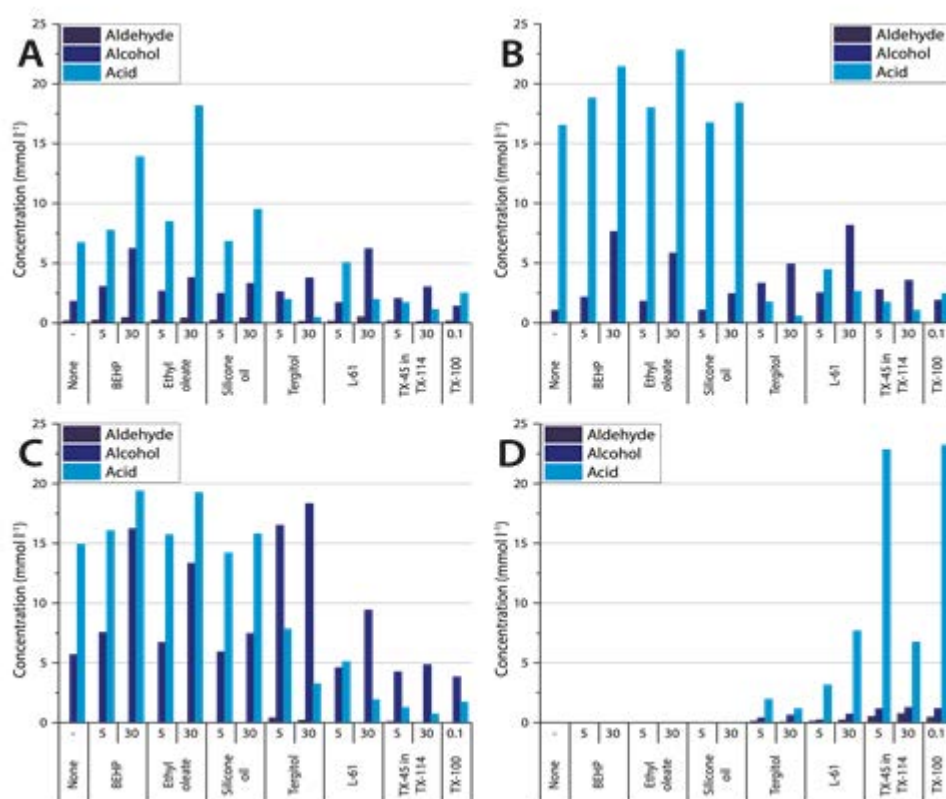 A
Aldehyde
Alcohol
Acid
Concentration (mmol l⁻¹)
25
20
15
10
5
0
- 5 30 5 30 5 30 5 30 5 30 5 30 0.1
None
BEHP
Ethyl oleate
Silicone oil
Tergitol
L-61
TX-45 in TX-114
TX-100
B
Aldehyde
Alcohol
Acid
Concentration (mmol l⁻¹)
25
20
15
10
5
0
- 5 30 5 30 5 30 5 30 5 30 5 30 0.1
None
BEHP
Ethyl oleate
Silicone oil
Tergitol
L-61
TX-45 in TX-114
TX-100
C
Aldehyde
Alcohol
Acid
Concentration (mmol l⁻¹)
25
20
15
10
5
0
- 5 30 5 30 5 30 5 30 5 30 5 30 0.1
None
BEHP
Ethyl oleate
Silicone oil
Tergitol
L-61
TX-45 in TX-114
TX-100
D
Aldehyde
Alcohol
Acid
Concentration (mmol l⁻¹)
25
20
15
10
5
0
- 5 30 5 30 5 30 5 30 5 30 5 30 0.1
None
BEHP
Ethyl oleate
Silicone oil
Tergitol
L-61
TX-45 in TX-114
TX-100